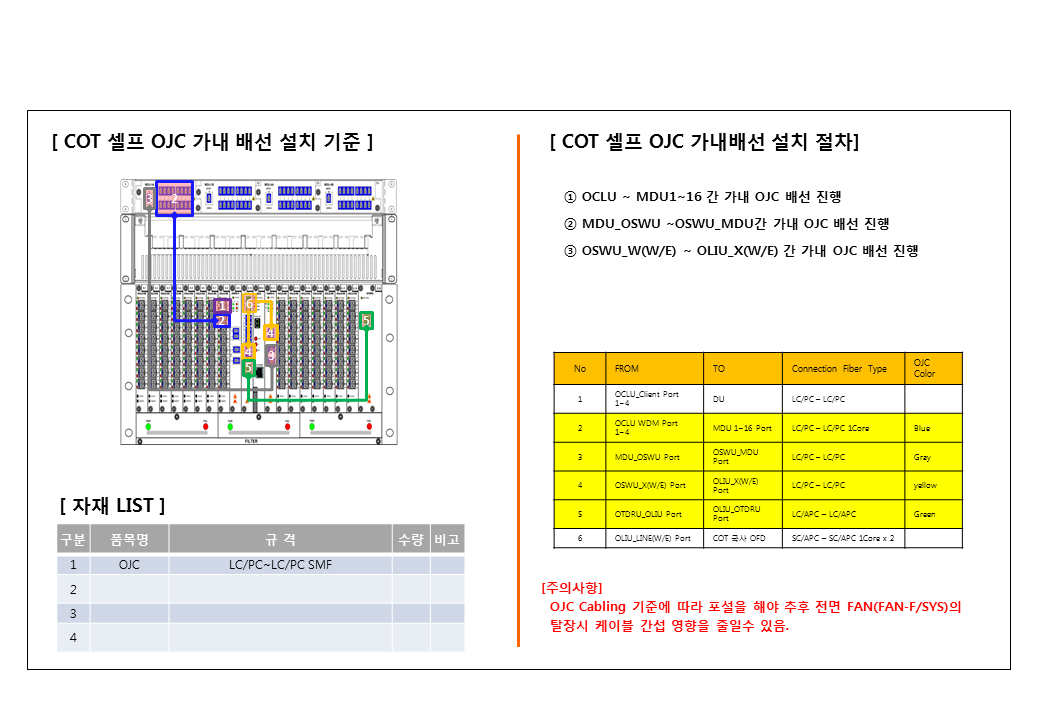 [ COT 셀프 OJC 가내 배선 설치 기준 ]
3
2
1
2
6
4
4
3
5
5
FILTER
[ 자재 LIST ]
구분 품목명 규 격 수량 비고
1 OJC LC/PC~LC/PC SMF
2
3
4
[ COT 셀프 OJC 가내배선 설치 절차]
① OCLU ~ MDU1~16 간 가내 OJC 배선 진행
② MDU_OSWU ~OSWU_MDU간 가내 OJC 배선 진행
③ OSWU_W(W/E) ~ OLIU_X(W/E) 간 가내 OJC 배선 진행
No FROM TO Connection Fiber Type OJC
Color
1 OCLU_Client Port
1~4 DU LC/PC – LC/PC
2 OCLU WDM Port
1~4 MDU 1~16 Port LC/PC – LC/PC 1Core Blue
3 MDU_OSWU Port OSWU_MDU
Port LC/PC – LC/PC Gray
4 OSWU_X(W/E) Port OLIU_X(W/E)
Port LC/PC – LC/PC yellow
5 OTDRU_OLIU Port OLIU_OTDRU
Port LC/APC – LC/APC Green
6 OLIU_LINE(W/E) Port COT 국사 OFD SC/APC – SC/APC 1Core x 2
[주의사항]
OJC Cabling 기준에 따라 포설을 해야 추후 전면 FAN(FAN-F/SYS)의
탈장시 케이블 간섭 영향을 줄일수 있음.